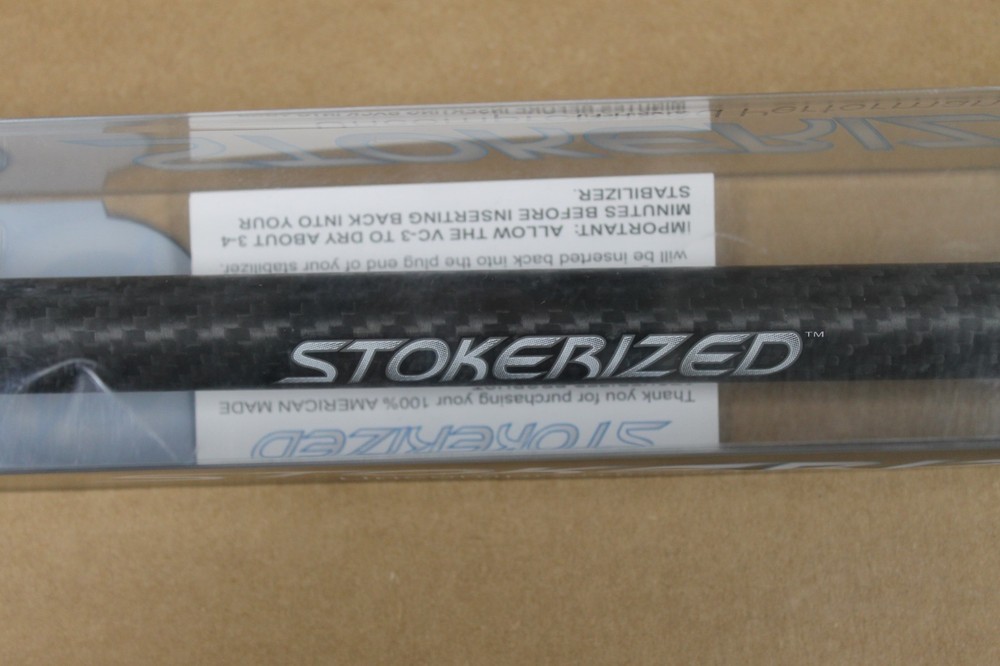 STOKERIZED
STOKERIZED™
STOKERIZED
Thank you for purchasing your 100% AMERICAN MADE
will be inserted back into the plug end of your stabilizer.
IMPORTANT: ALLOW THE VC-3 TO DRY ABOUT 3-4
MINUTES BEFORE INSERTING BACK INTO YOUR
STABILIZER.